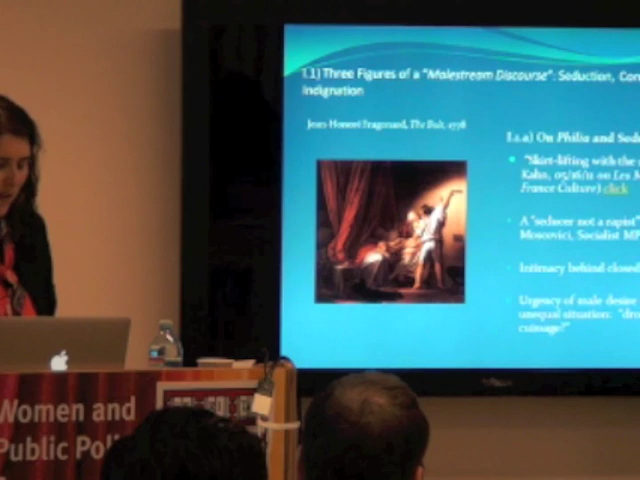 1.1) Three Figures of a "Malestream Discourse": Seduction, Con
Indignation
Jean-Honoré Fragonard, The Bolt, 1778
1.1.a) On Philia and Sed
"Skirt-lifting with the
Kahn, 05/16/11 on Les M
France Culture) click
A "seducer not a rapist"
Moscovici, Socialist MP
Intimacy behind closed
Urgency of male desire
unequal situation: "dro
cuissage?"
Women and
Public Poli